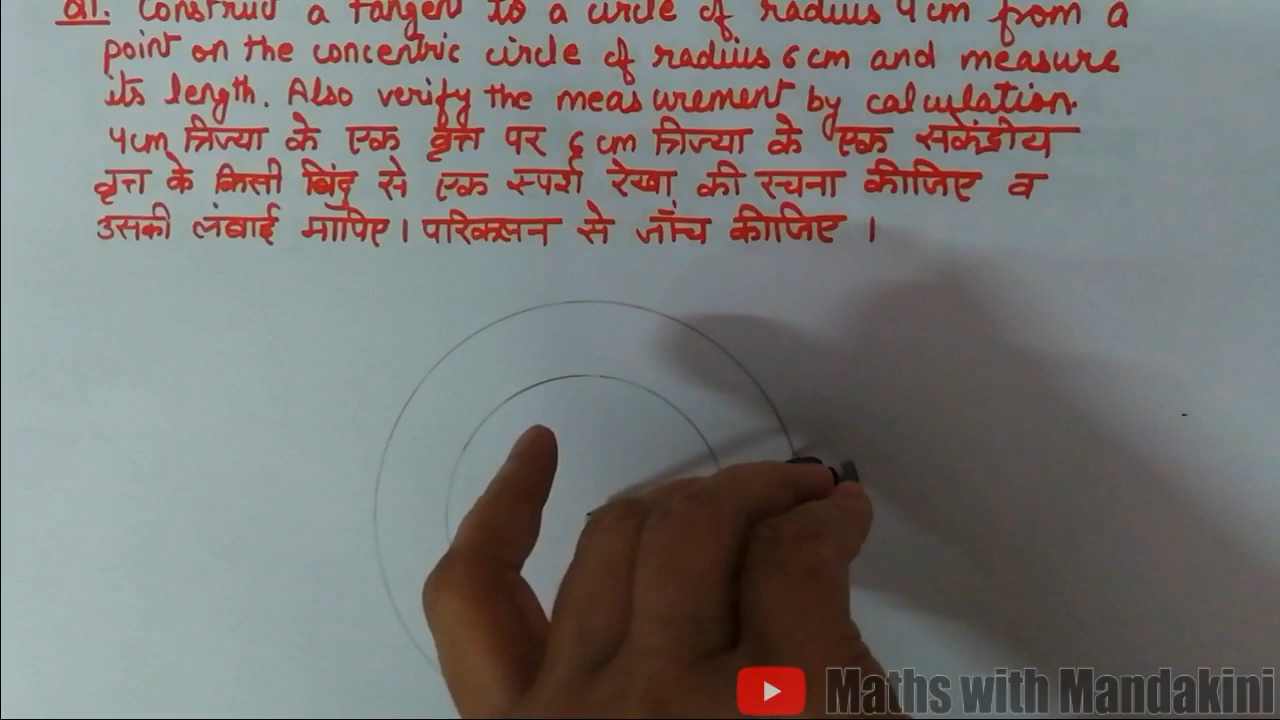 Q1. Construct a tangent to a circle of radius 4 cm from a
point on the concentric circle of radius 6 cm and measure
its length. Also verify the measurement by calculation.
4cm त्रिज्या के एक वृत्त पर 6 cm त्रिज्या के एक सकेंद्रीय
वृत्त के किसी बिंदु से एक स्पर्श रेखा की रचना कीजिए व
उसकी लंबाई मापिए। परिकलन से जाँच कीजिए ।
Maths with Mandakini